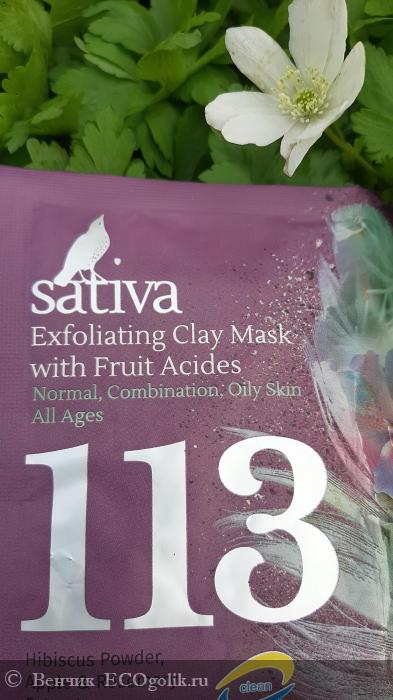 sativa
Exfoliating Clay Mask
with Fruit Acides
Normal, Combination, Oily Skin
All Ages
113
Hibiscus Powder,
clean
© Венчик ECOgolik.ru